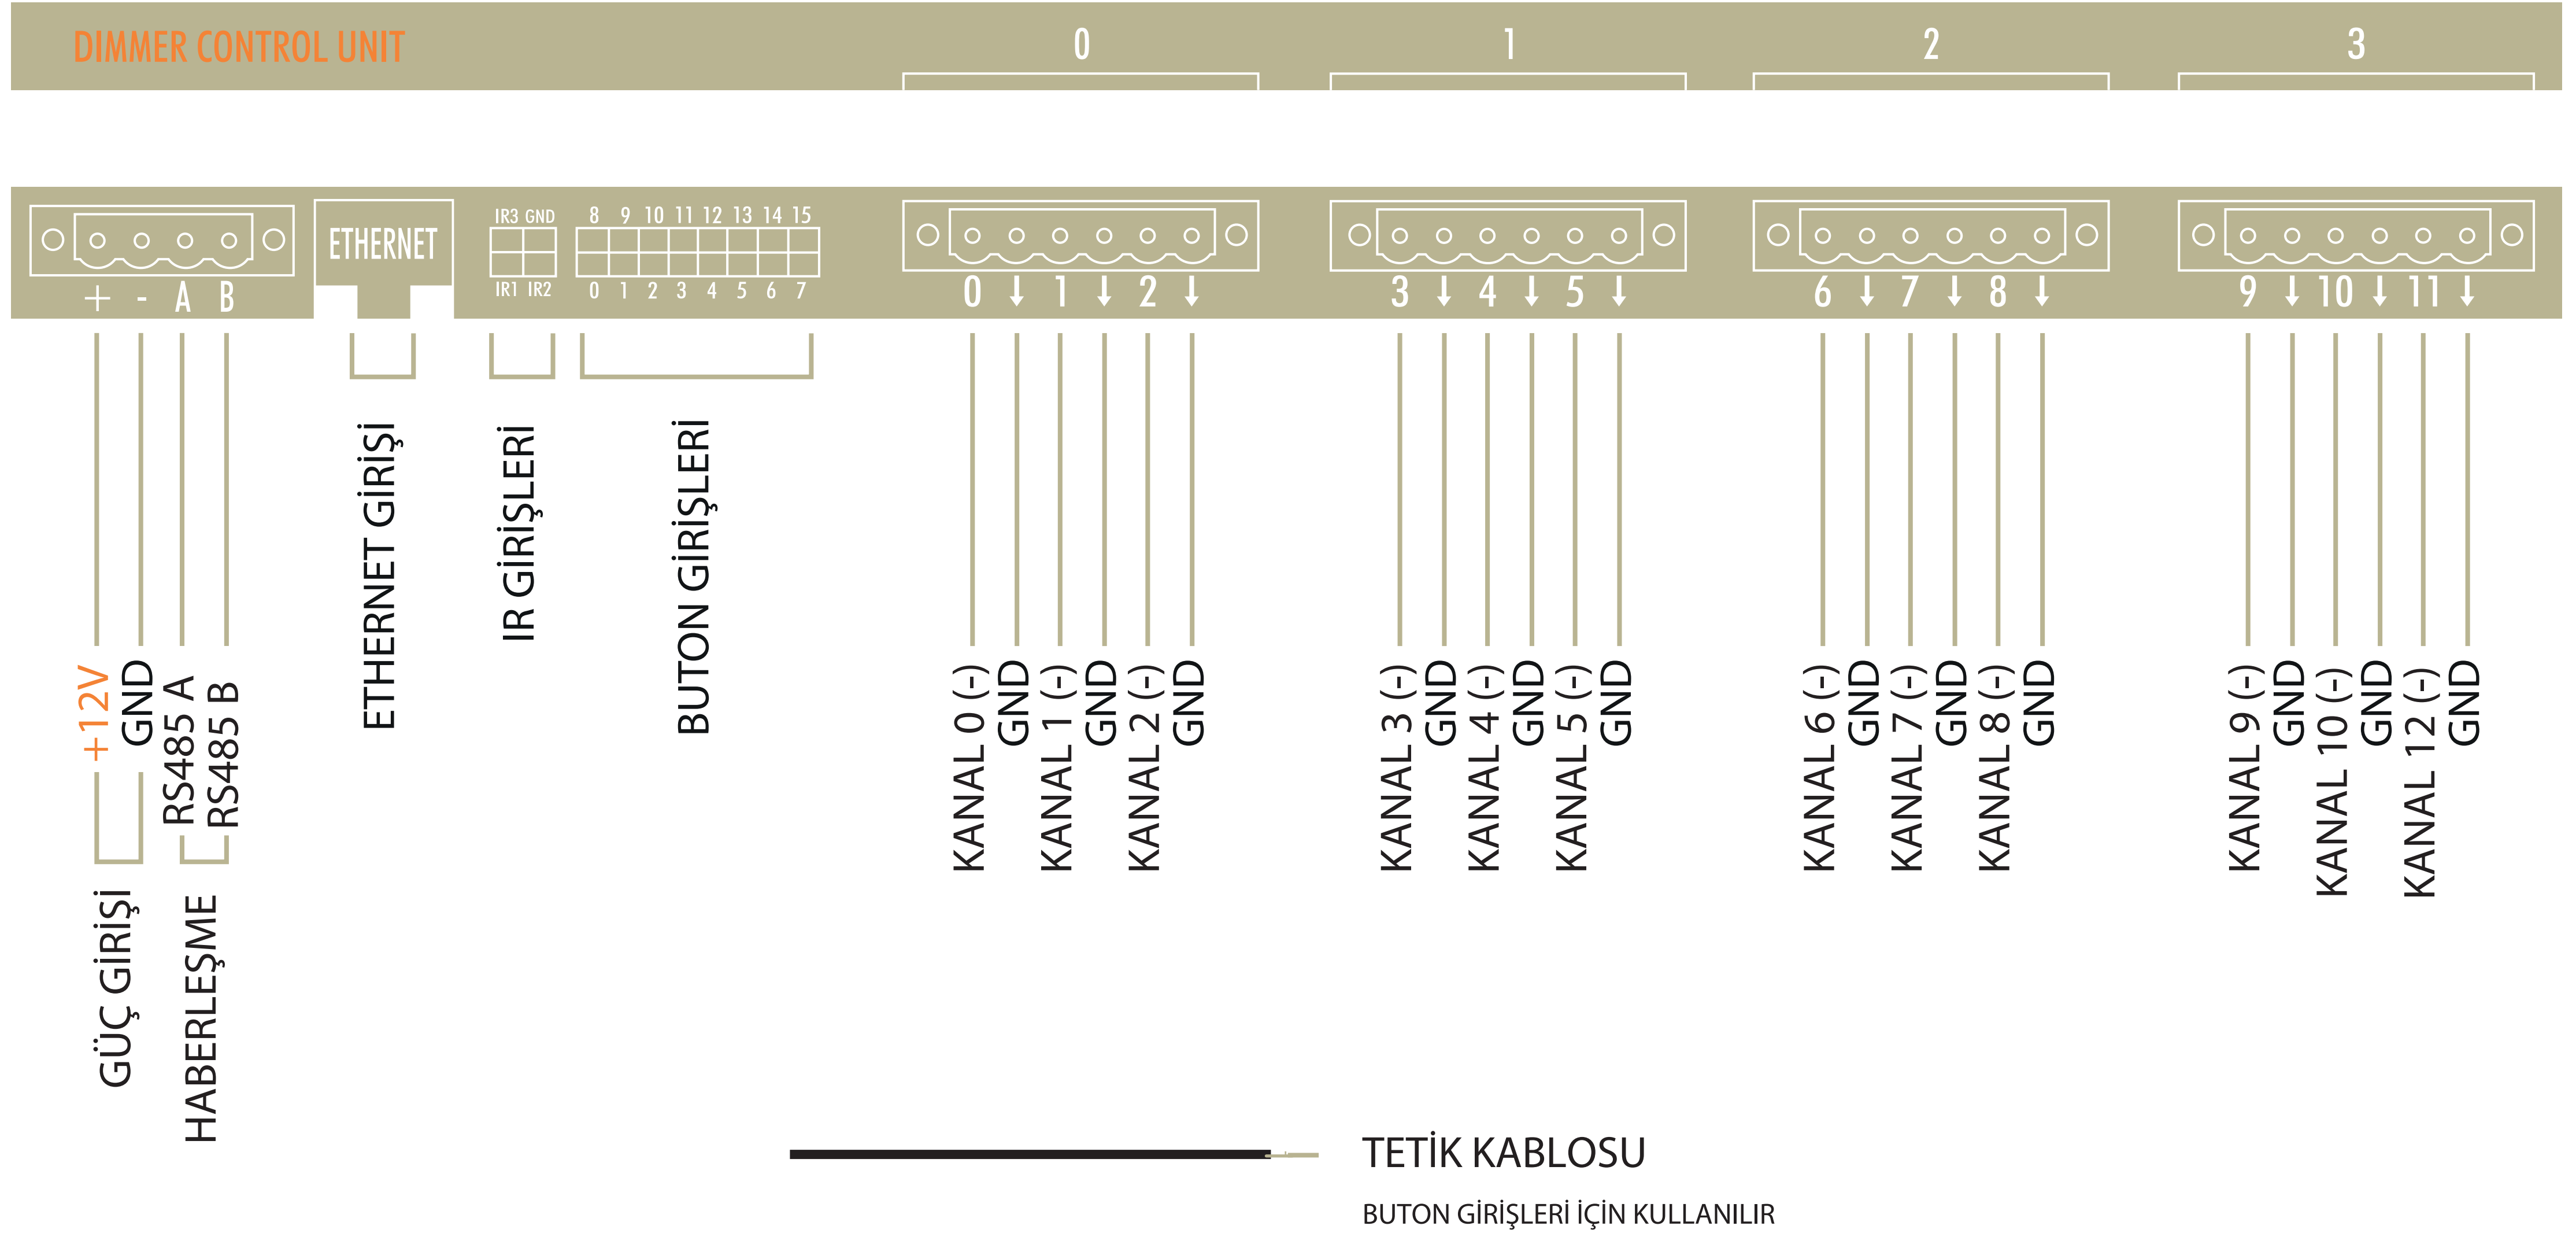 DIMMER CONTROL UNIT
0 1 2 3
IR3 GND 8 9 10 11 12 13 14 15
ETHERNET
IR1 IR2 0 1 2 3 4 5 6 7
+ - A B
0 ↓ 1 ↓ 2 ↓ 3 ↓ 4 ↓ 5 ↓ 6 ↓ 7 ↓ 8 ↓ 9 ↓ 10 ↓ 11 ↓
+12V
GND
RS485 A
RS485 B
GÜÇ GİRİŞİ
HABERLEŞME
ETHERNET GİRİŞİ
IR GİRİŞLERİ
BUTON GİRİŞLERİ
KANAL 0 (-)
GND
KANAL 1 (-)
GND
KANAL 2 (-)
GND
KANAL 3 (-)
GND
KANAL 4 (-)
GND
KANAL 5 (-)
GND
KANAL 6 (-)
GND
KANAL 7 (-)
GND
KANAL 8 (-)
GND
KANAL 9 (-)
GND
KANAL 10 (-)
GND
KANAL 12 (-)
GND
TETİK KABLOSU
BUTON GİRİŞLERİ İÇİN KULLANILIR